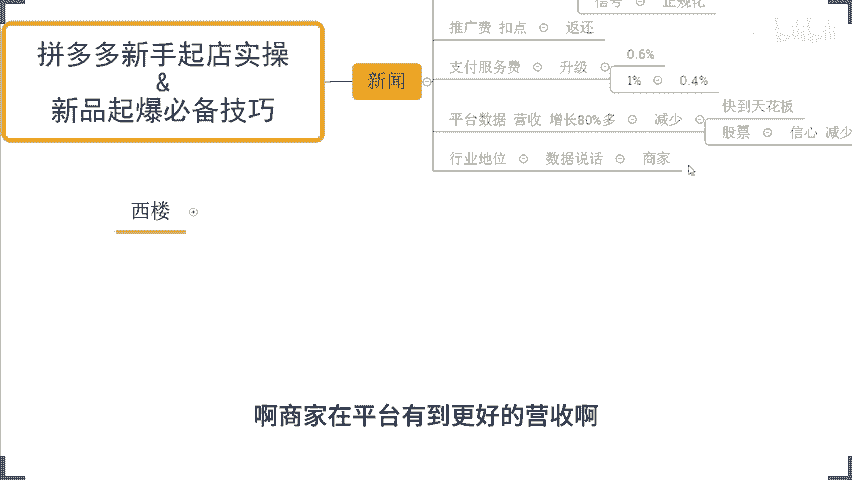 信号 正规化
推广费 扣点 返还
拼多多新手起店实操
&
新品起爆必备技巧
新闻
支付服务费 升级 0.6%
1% 0.4%
平台数据 营收 增长80%多 减少 快到天花板
股票 信心 减少
行业地位 数据说话 商家
西楼
啊商家在平台有到更好的营收啊